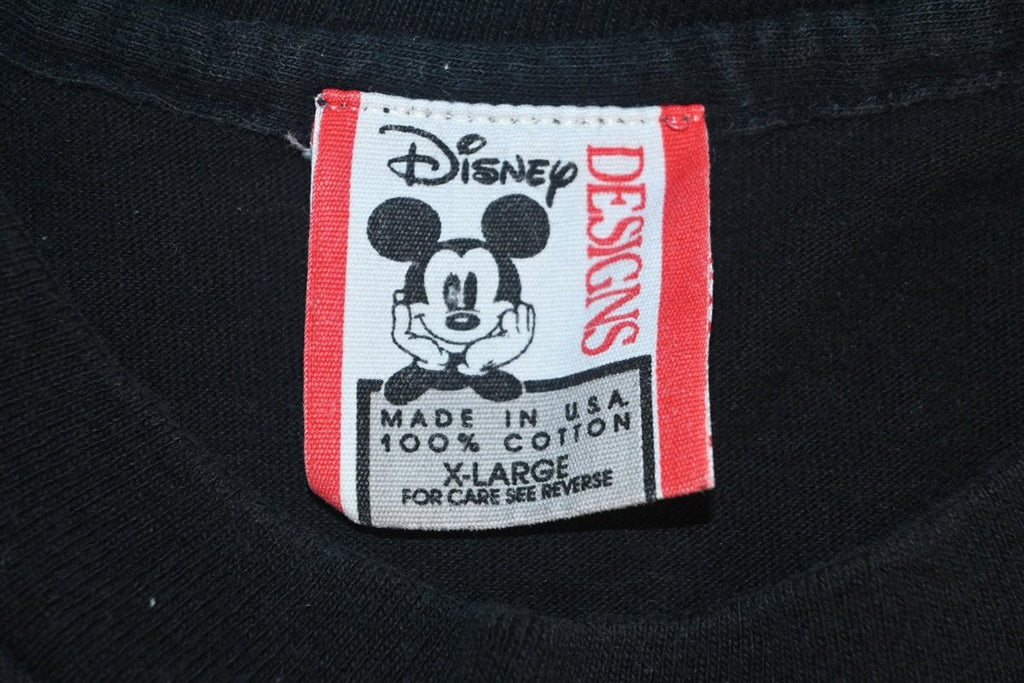 Disney
DESIGNS
MADE IN U.S.A.
100% COTTON
X-LARGE
FOR CARE SEE REVERSE